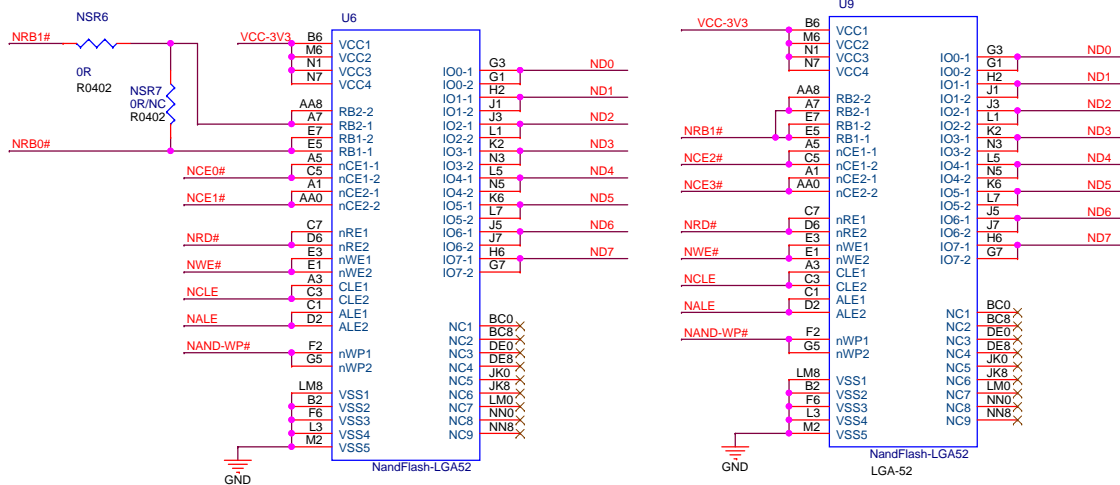 NSR6
NRB1#
0R
R0402
NSR7
0R/NC
R0402
NRB0#
U6
VCC-3V3
B6 VCC1
M6 VCC2
N1 VCC3
N7 VCC4
AA8 RB2-2
A7 RB2-1
E7 RB1-2
E5 RB1-1
A5 nCE1-1
NCE0# C5 nCE1-2
A1 nCE2-1
NCE1# AA0 nCE2-2
C7 nRE1
NRD# D6 nRE2
E3 nWE1
NWE# E1 nWE2
A3 CLE1
NCLE C3 CLE2
C1 ALE1
NALE D2 ALE2
NAND-WP# F2 nWP1
G5 nWP2
LM8 VSS1
B2 VSS2
F6 VSS3
L3 VSS4
M2 VSS5
GND
IO0-1 G3 ND0
IO0-2 G1
IO1-1 H2 ND1
IO1-2 J1
IO2-1 J3 ND2
IO2-2 L1
IO3-1 K2 ND3
IO3-2 N3
IO4-1 L5 ND4
IO4-2 N5
IO5-1 K6 ND5
IO5-2 L7
IO6-1 J5 ND6
IO6-2 J7
IO7-1 H6 ND7
IO7-2 G7
NC1 BC0
NC2 BC8
NC3 DE0
NC4 DE8
NC5 JK0
NC6 JK8
NC7 LM0
NC8 NN0
NC9 NN8
NandFlash-LGA52
U9
VCC-3V3 B6 VCC1
M6 VCC2
N1 VCC3
N7 VCC4
AA8 RB2-2
A7 RB2-1
E7 RB1-2
NRB1# E5 RB1-1
A5 nCE1-1
NCE2# C5 nCE1-2
A1 nCE2-1
NCE3# AA0 nCE2-2
C7 nRE1
NRD# D6 nRE2
E3 nWE1
NWE# E1 nWE2
A3 CLE1
NCLE C3 CLE2
C1 ALE1
NALE D2 ALE2
NAND-WP# F2 nWP1
G5 nWP2
LM8 VSS1
B2 VSS2
F6 VSS3
L3 VSS4
M2 VSS5
GND
IO0-1 G3 ND0
IO0-2 G1
IO1-1 H2 ND1
IO1-2 J1
IO2-1 J3 ND2
IO2-2 L1
IO3-1 K2 ND3
IO3-2 N3
IO4-1 L5 ND4
IO4-2 N5
IO5-1 K6 ND5
IO5-2 L7
IO6-1 J5 ND6
IO6-2 J7
IO7-1 H6 ND7
IO7-2 G7
NC1 BC0
NC2 BC8
NC3 DE0
NC4 DE8
NC5 JK0
NC6 JK8
NC7 LM0
NC8 NN0
NC9 NN8
NandFlash-LGA52
LGA-52